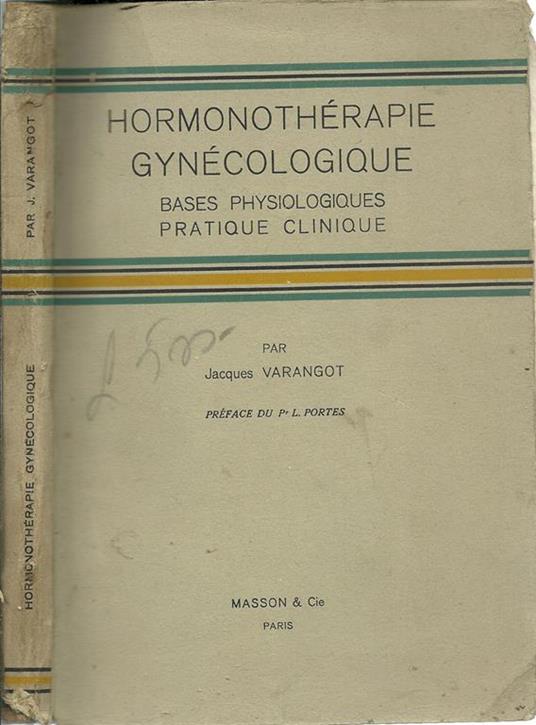 HORMONOTHÉRAPIE
GYNÉCOLOGIQUE
BASES PHYSIOLOGIQUES
PRATIQUE CLINIQUE
PAR
Jacques VARANGOT
PRÉFACE DU Pr L. PORTES
MASSON & Cie
PARIS
HORMONOTHÉRAPIE GYNÉCOLOGIQUE PAR J. VARANGOT